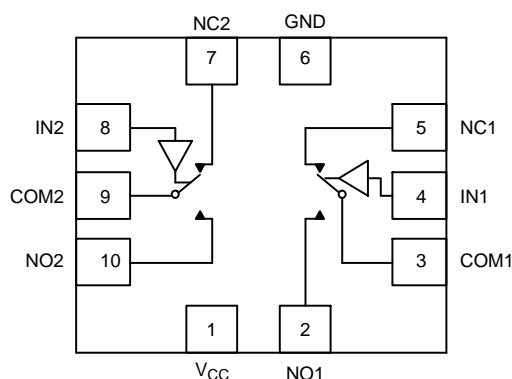 NC2 GND
7 6
IN2 8 5 NC1
COM2 9 4 IN1
NO2 10 3 COM1
1 2
VCC NO1